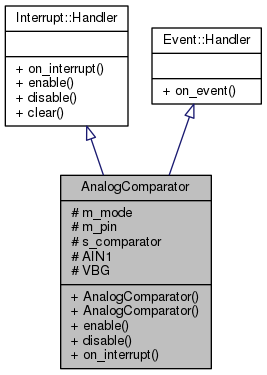 Interrupt::Handler
+ on_interrupt()
+ enable()
+ disable()
+ clear()
Event::Handler
+ on_event()
AnalogComparator
# m_mode
# m_pin
# s_comparator
# AIN1
# VBG
+ AnalogComparator()
+ AnalogComparator()
+ enable()
+ disable()
+ on_interrupt()